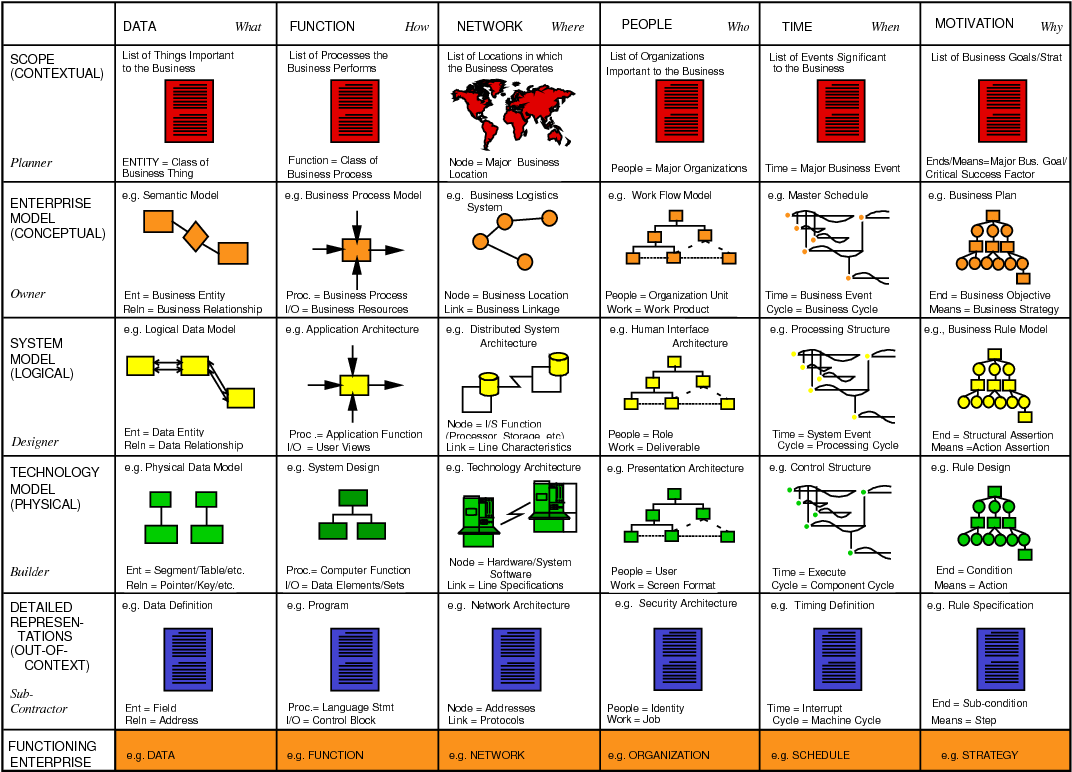 DATA What FUNCTION How NETWORK Where PEOPLE Who TIME When MOTIVATION Why
SCOPE
(CONTEXTUAL)
Planner
List of Things Important
to the Business
ENTITY = Class of
Business Thing
List of Processes the
Business Performs
Function = Class of
Business Process
List of Locations in which
the Business Operates
Node = Major Business
Location
List of Organizations
Important to the Business
People = Major Organizations
List of Events Significant
to the Business
Time = Major Business Event
List of Business Goals/Strat
Ends/Means=Major Bus. Goal/
Critical Success Factor
ENTERPRISE
MODEL
(CONCEPTUAL)
Owner
e.g. Semantic Model
Ent = Business Entity
Reln = Business Relationship
e.g. Business Process Model
Proc. = Business Process
I/O = Business Resources
e.g. Business Logistics
System
Node = Business Location
Link = Business Linkage
e.g. Work Flow Model
People = Organization Unit
Work = Work Product
e.g. Master Schedule
Time = Business Event
Cycle = Business Cycle
e.g. Business Plan
End = Business Objective
Means = Business Strategy
SYSTEM
MODEL
(LOGICAL)
Designer
e.g. Logical Data Model
Ent = Data Entity
Reln = Data Relationship
e.g. Application Architecture
Proc .= Application Function
I/O = User Views
e.g. Distributed System
Architecture
Node = I/S Function
(Processor, Storage, etc)
Link = Line Characteristics
e.g. Human Interface
Architecture
People = Role
Work = Deliverable
e.g. Processing Structure
Time = System Event
Cycle = Processing Cycle
e.g., Business Rule Model
End = Structural Assertion
Means =Action Assertion
TECHNOLOGY
MODEL
(PHYSICAL)
Builder
e.g. Physical Data Model
Ent = Segment/Table/etc.
Reln = Pointer/Key/etc.
e.g. System Design
Proc.= Computer Function
I/O = Data Elements/Sets
e.g. Technology Architecture
Node = Hardware/System
Software
Link = Line Specifications
e.g. Presentation Architecture
People = User
Work = Screen Format
e.g. Control Structure
Time = Execute
Cycle = Component Cycle
e.g. Rule Design
End = Condition
Means = Action
DETAILED
REPRESEN-
TATIONS
(OUT-OF-
CONTEXT)
Sub-
Contractor
e.g. Data Definition
Ent = Field
Reln = Address
e.g. Program
Proc.= Language Stmt
I/O = Control Block
e.g. Network Architecture
Node = Addresses
Link = Protocols
e.g. Security Architecture
People = Identity
Work = Job
e.g. Timing Definition
Time = Interrupt
Cycle = Machine Cycle
e.g. Rule Specification
End = Sub-condition
Means = Step
FUNCTIONING
ENTERPRISE
e.g. DATA
e.g. FUNCTION
e.g. NETWORK
e.g. ORGANIZATION
e.g. SCHEDULE
e.g. STRATEGY